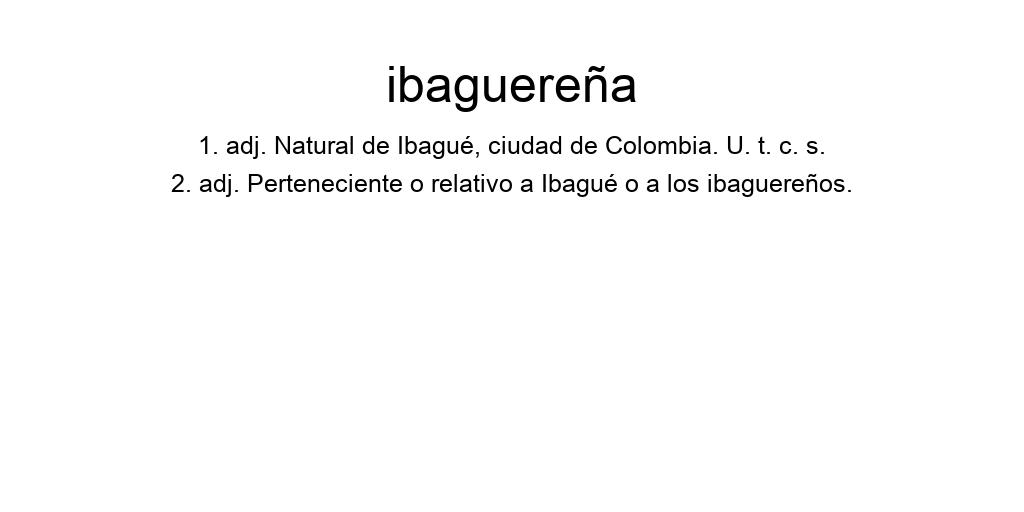 ibaguereña
1. adj. Natural de Ibagué, ciudad de Colombia. U. t. c. s.
2. adj. Perteneciente o relativo a Ibagué o a los ibaguereños.